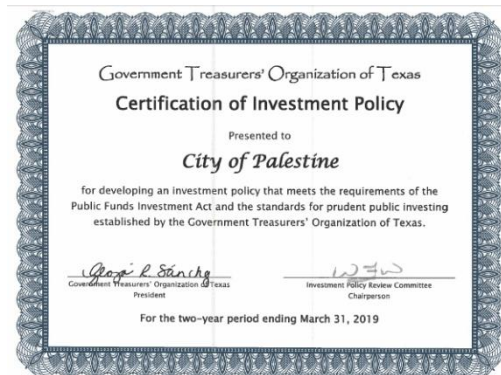 Government Treasurers' Organization of Texas
Certification of Investment Policy
Presented to
City of Palestine
for developing an investment policy that meets the requirements of the
Public Funds Investment Act and the standards for prudent public investing
established by the Government Treasurers' Organization of Texas.
Government Treasurers' Organization of Texas
President
Investment Policy Review Committee
Chairperson
For the two-year period ending March 31, 2019